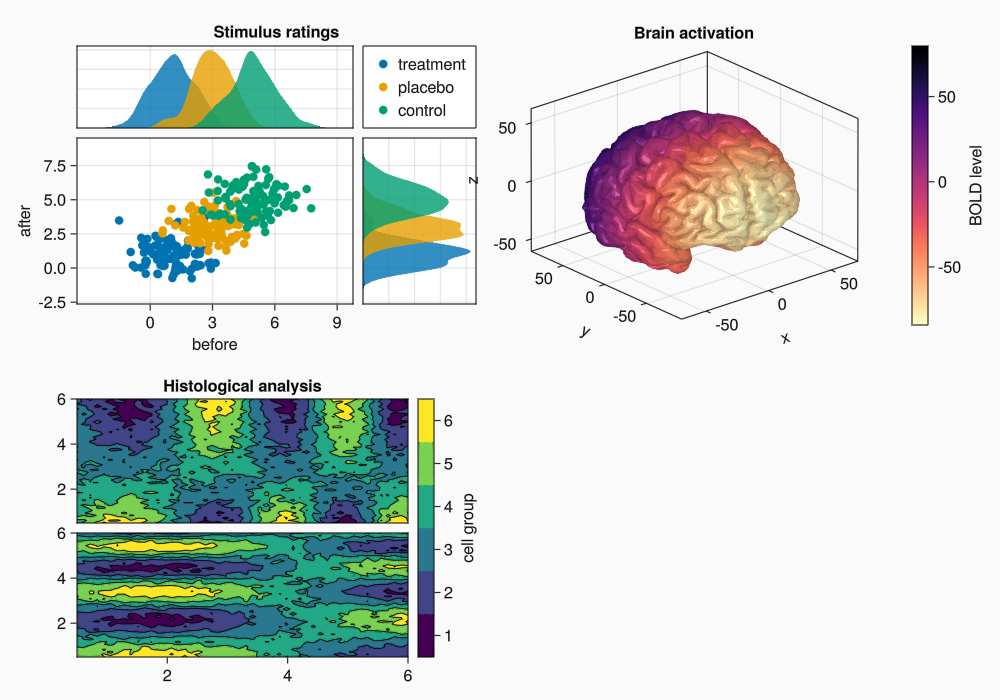 Stimulus ratings
treatment
placebo
control
7.5
5.0
2.5
0.0
-2.5
after
0 3 6 9
before
Brain activation
50
0
-50
z
50
0
-50
y
-50
0
50
x
50
0
-50
BOLD level
Histological analysis
6
4
2
6
4
2
2 4 6
6
5
4
3
2
1
cell group